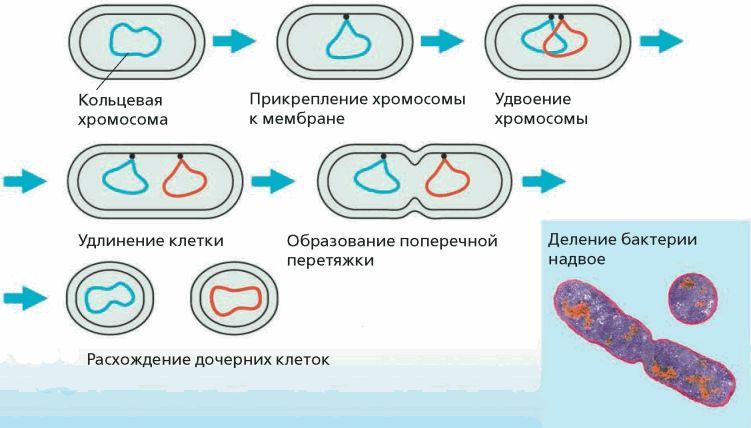 Кольцевая
хромосома
Прикрепление хромосомы
к мембране
Удвоение
хромосомы
Удлинение клетки
Образование поперечной
перетяжки
Деление бактерии
надвое
Расхождение дочерних клеток